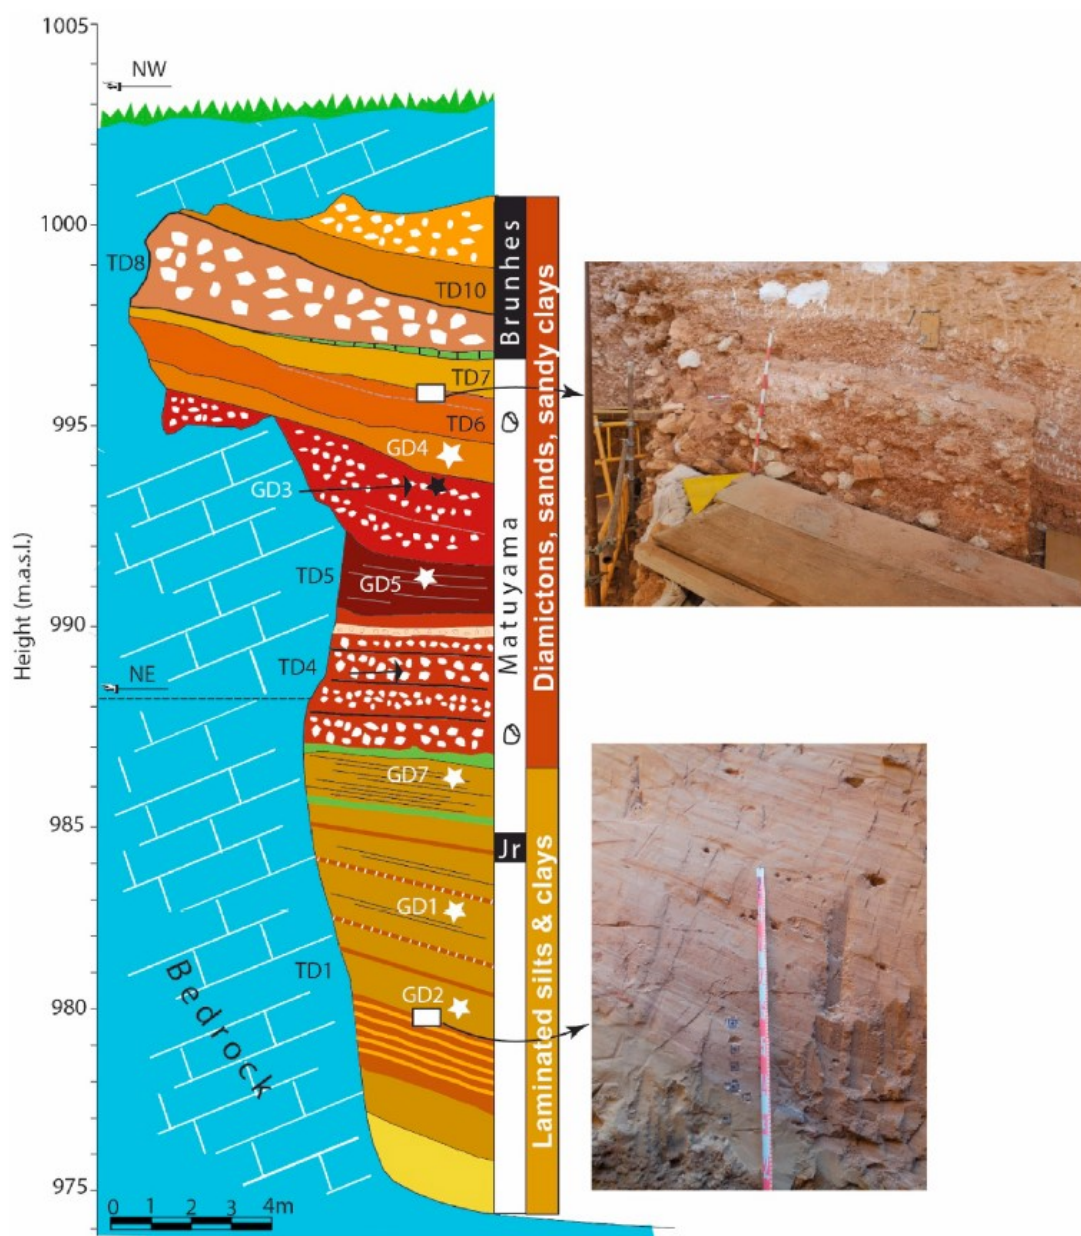 1005
NW
1000
TD8
TD10
Brunhes
TD7
995
TD6
GD4
GD3
TD5
GD5
990
Matuyama
Diamictons, sands, sandy clays
Height (m.a.s.l.)
NE
TD4
GD7
985
Jr
GD1
TD1
GD2
980
Bedrock
Laminated silts & clays
975
0 1 2 3 4m